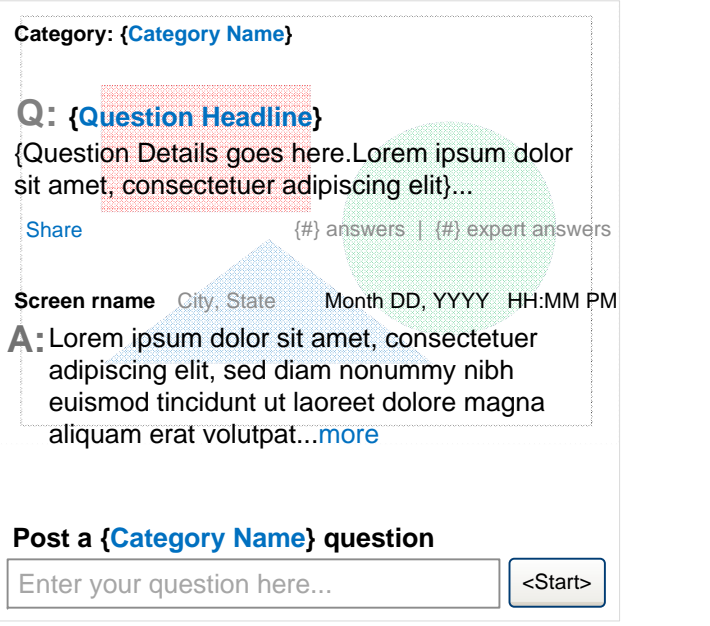 Category: {Category Name}
Q: {Question Headline}
{Question Details goes here.Lorem ipsum dolor
sit amet, consectetuer adipiscing elit}...
Share {#} answers | {#} expert answers
Screen rname City, State Month DD, YYYY HH:MM PM
A: Lorem ipsum dolor sit amet, consectetuer
adipiscing elit, sed diam nonummy nibh
euismod tincidunt ut laoreet dolore magna
aliquam erat volutpat...more
Post a {Category Name} question
Enter your question here... <Start>